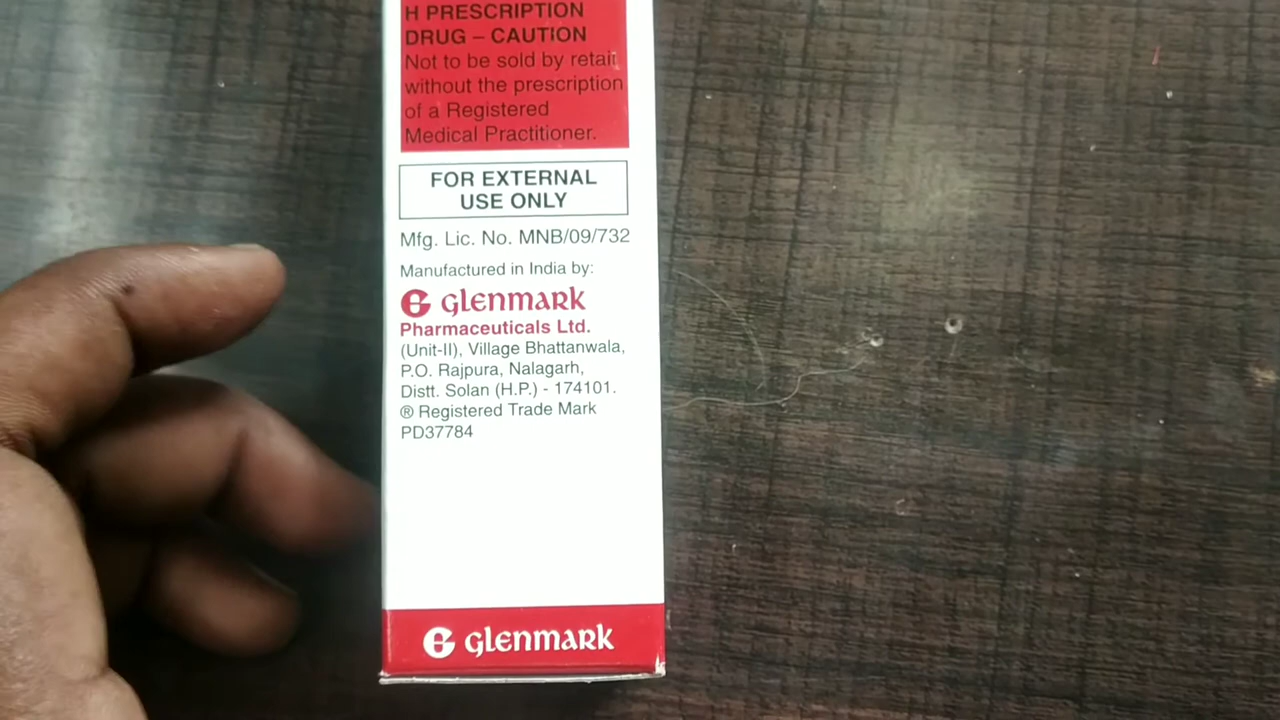 H PRESCRIPTION
DRUG – CAUTION
Not to be sold by retail
without the prescription
of a Registered
Medical Practitioner.
FOR EXTERNAL
USE ONLY
Mfg. Lic. No. MNB/09/732
Manufactured in India by:
glenmark
Pharmaceuticals Ltd.
(Unit-II), Village Bhattanwala,
P.O. Rajpura, Nalagarh,
Distt. Solan (H.P.) - 174101.
® Registered Trade Mark
PD37784
glenmark